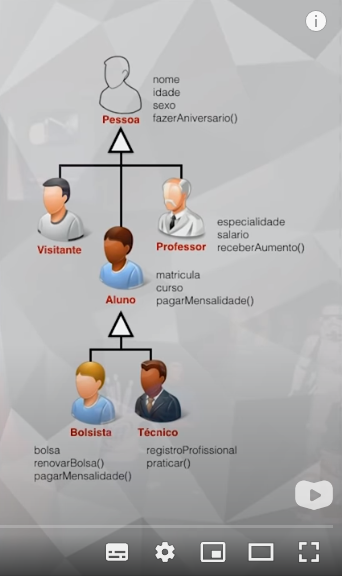 nome
idade
sexo
fazerAniversario()
Pessoa
Visitante
Professor
especialidade
salario
receberAumento()
Aluno
matricula
curso
pagarMensalidade()
Bolsista
Técnico
bolsa
renovarBolsa()
pagarMensalidade()
registroProfissional
praticar()